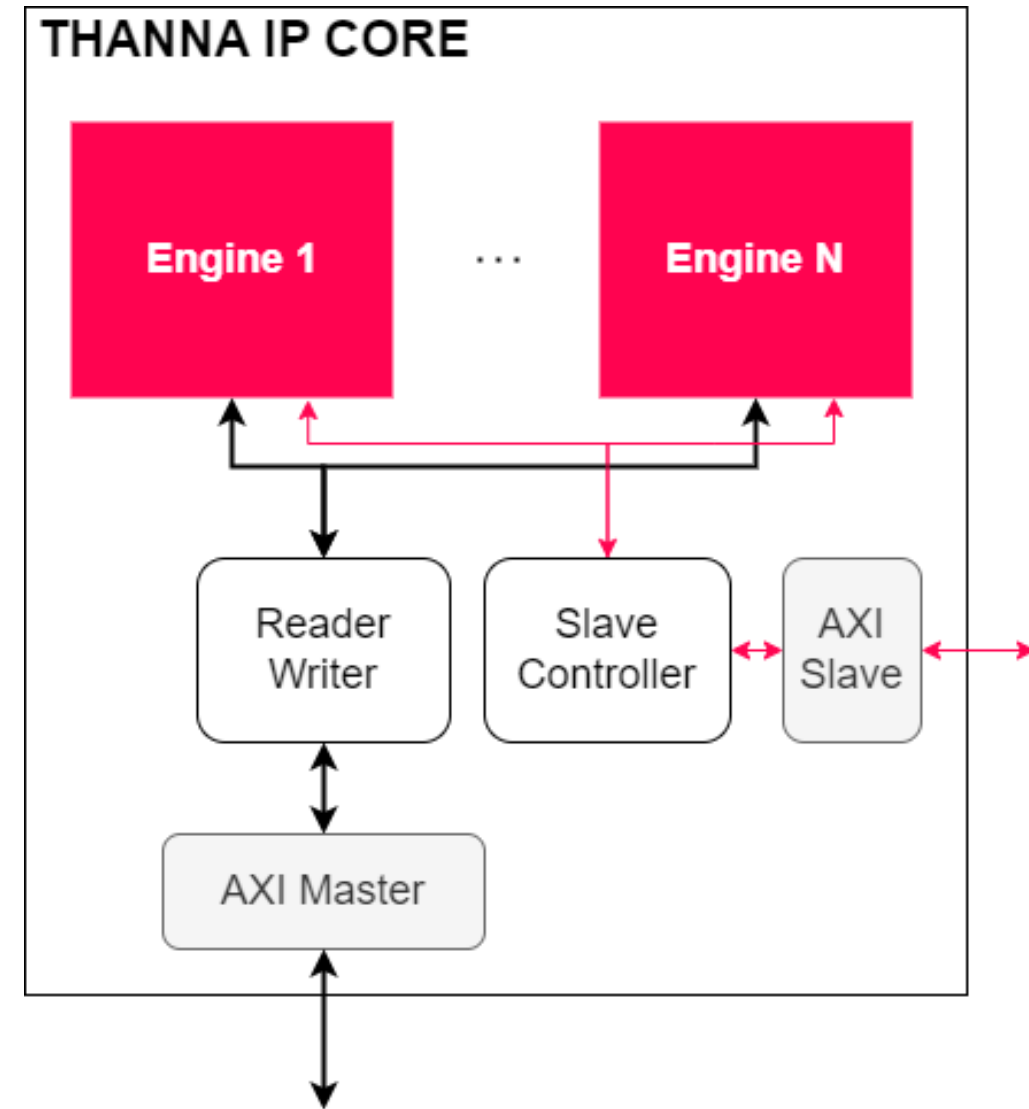 THANNA IP CORE
Engine 1
...
Engine N
Reader
Writer
Slave
Controller
AXI
Slave
AXI Master